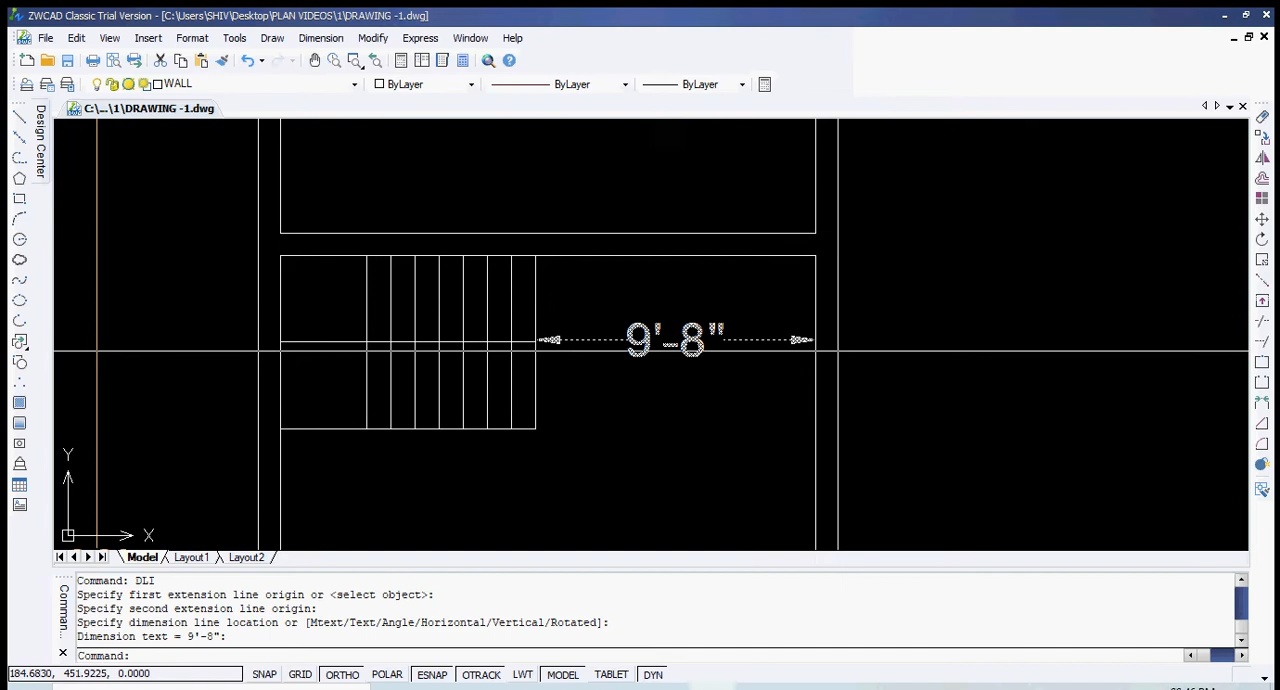 ZWCAD Classic Trial Version - [C:\Users\SHIV\Desktop\PLAN VIDEOS\1\DRAWING -1.dwg]
File Edit View Insert Format Tools Draw Dimension Modify Express Window Help
WALL ByLayer ByLayer ByLayer
C:\...\1\DRAWING -1.dwg
Design Center
9'-8"
Y
X
Model Layout1 Layout2
Comman...
Command: DLI
Specify first extension line origin or <select object>:
Specify second extension line origin:
Specify dimension line location or [Mtext/Text/Angle/Horizontal/Vertical/Rotated]:
Dimension text = 9'-8":
Command:
184.6830, 451.9225, 0.0000 SNAP GRID ORTHO POLAR ESNAP OTRACK LWT MODEL TABLET DYN